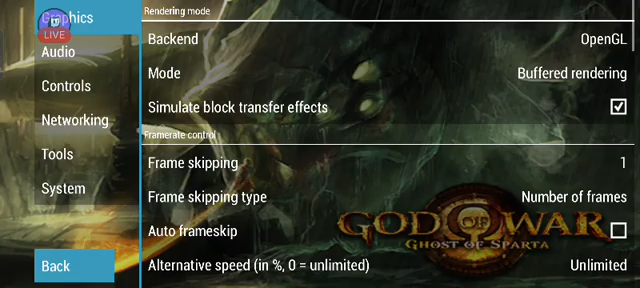 Graphics
LIVE
Audio
Controls
Networking
Tools
System
Back
Rendering mode
Backend OpenGL
Mode Buffered rendering
Simulate block transfer effects
Framerate control
Frame skipping 1
Frame skipping type Number of frames
Auto frameskip
Alternative speed (in %, 0 = unlimited) Unlimited
GOD OF WAR
GHOST OF SPARTA